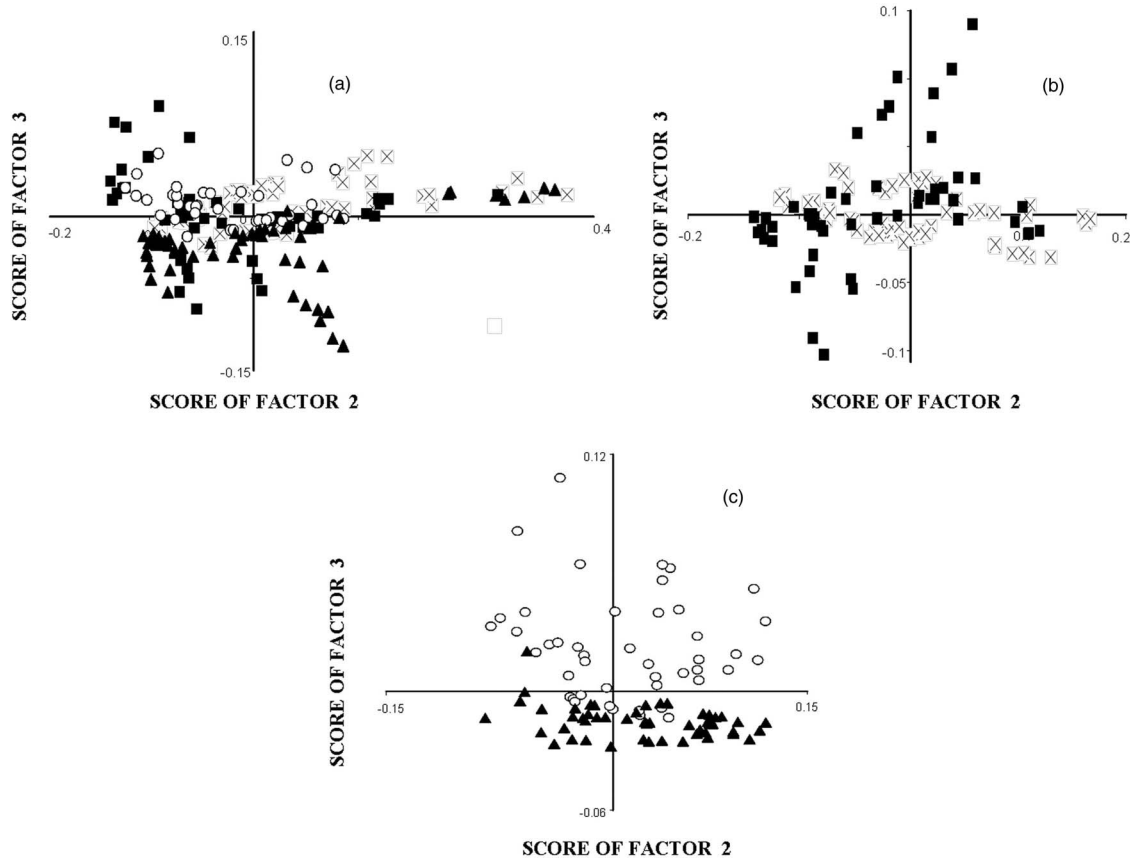 0.15
(a)
SCORE OF FACTOR 3
-0.2
0.4
-0.15
SCORE OF FACTOR 2
0.1
(b)
SCORE OF FACTOR 3
-0.2
0.2
-0.05
-0.1
SCORE OF FACTOR 2
0.12
(c)
SCORE OF FACTOR 3
-0.15
0.15
-0.06
SCORE OF FACTOR 2